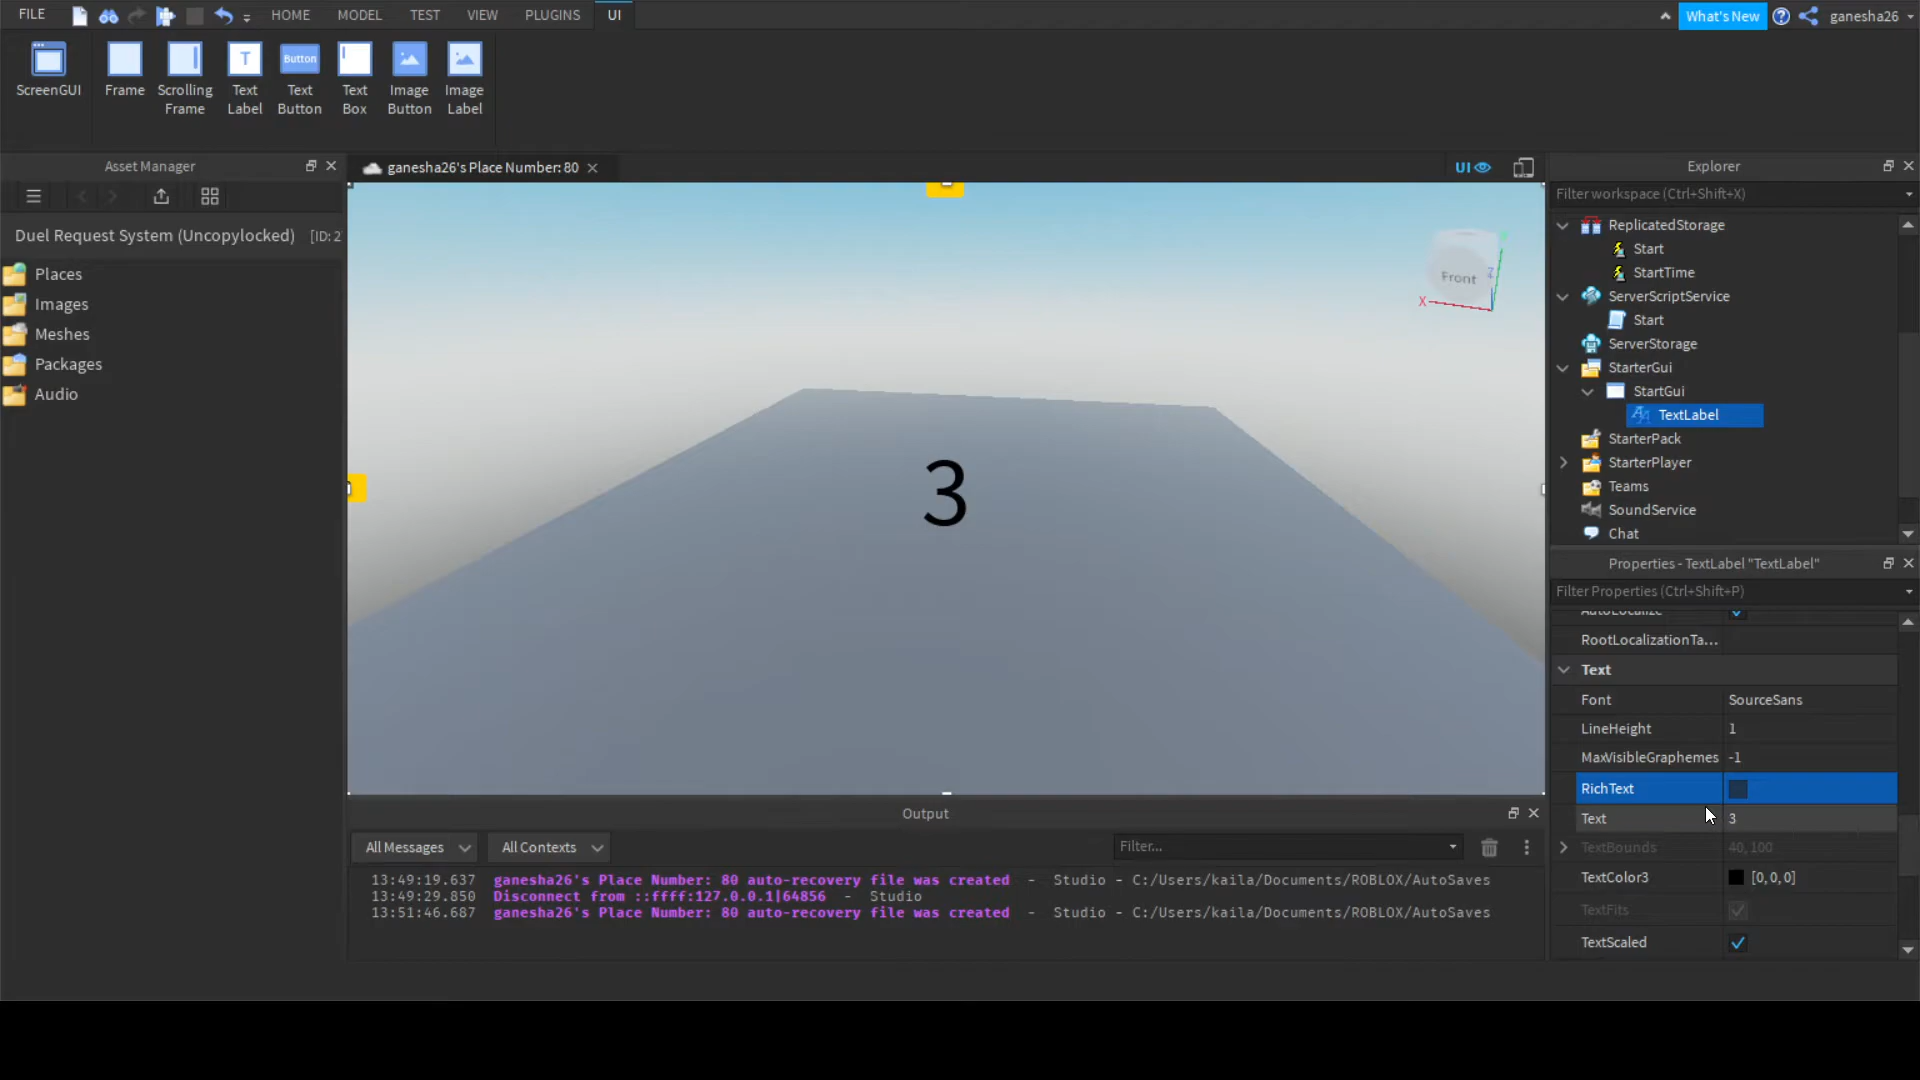 FILE
HOME
MODEL
TEST
VIEW
PLUGINS
UI
What's New
ganesha26
ScreenGUI
Frame
Scrolling
Frame
T
Text
Label
Button
Text
Button
Text
Box
Image
Button
Image
Label
Asset Manager
Duel Request System (Uncopylocked) [ID: 2
Places
Images
Meshes
Packages
Audio
ganesha26's Place Number: 80
UI
Front
X
Z
3
Output
All Messages
All Contexts
Filter...
13:49:19.637 ganesha26's Place Number: 80 auto-recovery file was created - Studio - C:/Users/kaila/Documents/ROBLOX/AutoSaves
13:49:29.850 Disconnect from ::ffff:127.0.0.1|64856 - Studio
13:51:46.687 ganesha26's Place Number: 80 auto-recovery file was created - Studio - C:/Users/kaila/Documents/ROBLOX/AutoSaves
Explorer
Filter workspace (Ctrl+Shift+X)
ReplicatedStorage
Start
StartTime
ServerScriptService
Start
ServerStorage
StarterGui
StartGui
TextLabel
StarterPack
StarterPlayer
Teams
SoundService
Chat
Properties - TextLabel "TextLabel"
Filter Properties (Ctrl+Shift+P)
AutoLocalize
RootLocalizationTa...
Text
Font SourceSans
LineHeight 1
MaxVisibleGraphemes -1
RichText
Text 3
TextBounds 40, 100
TextColor3 [0,0,0]
TextFits
TextScaled